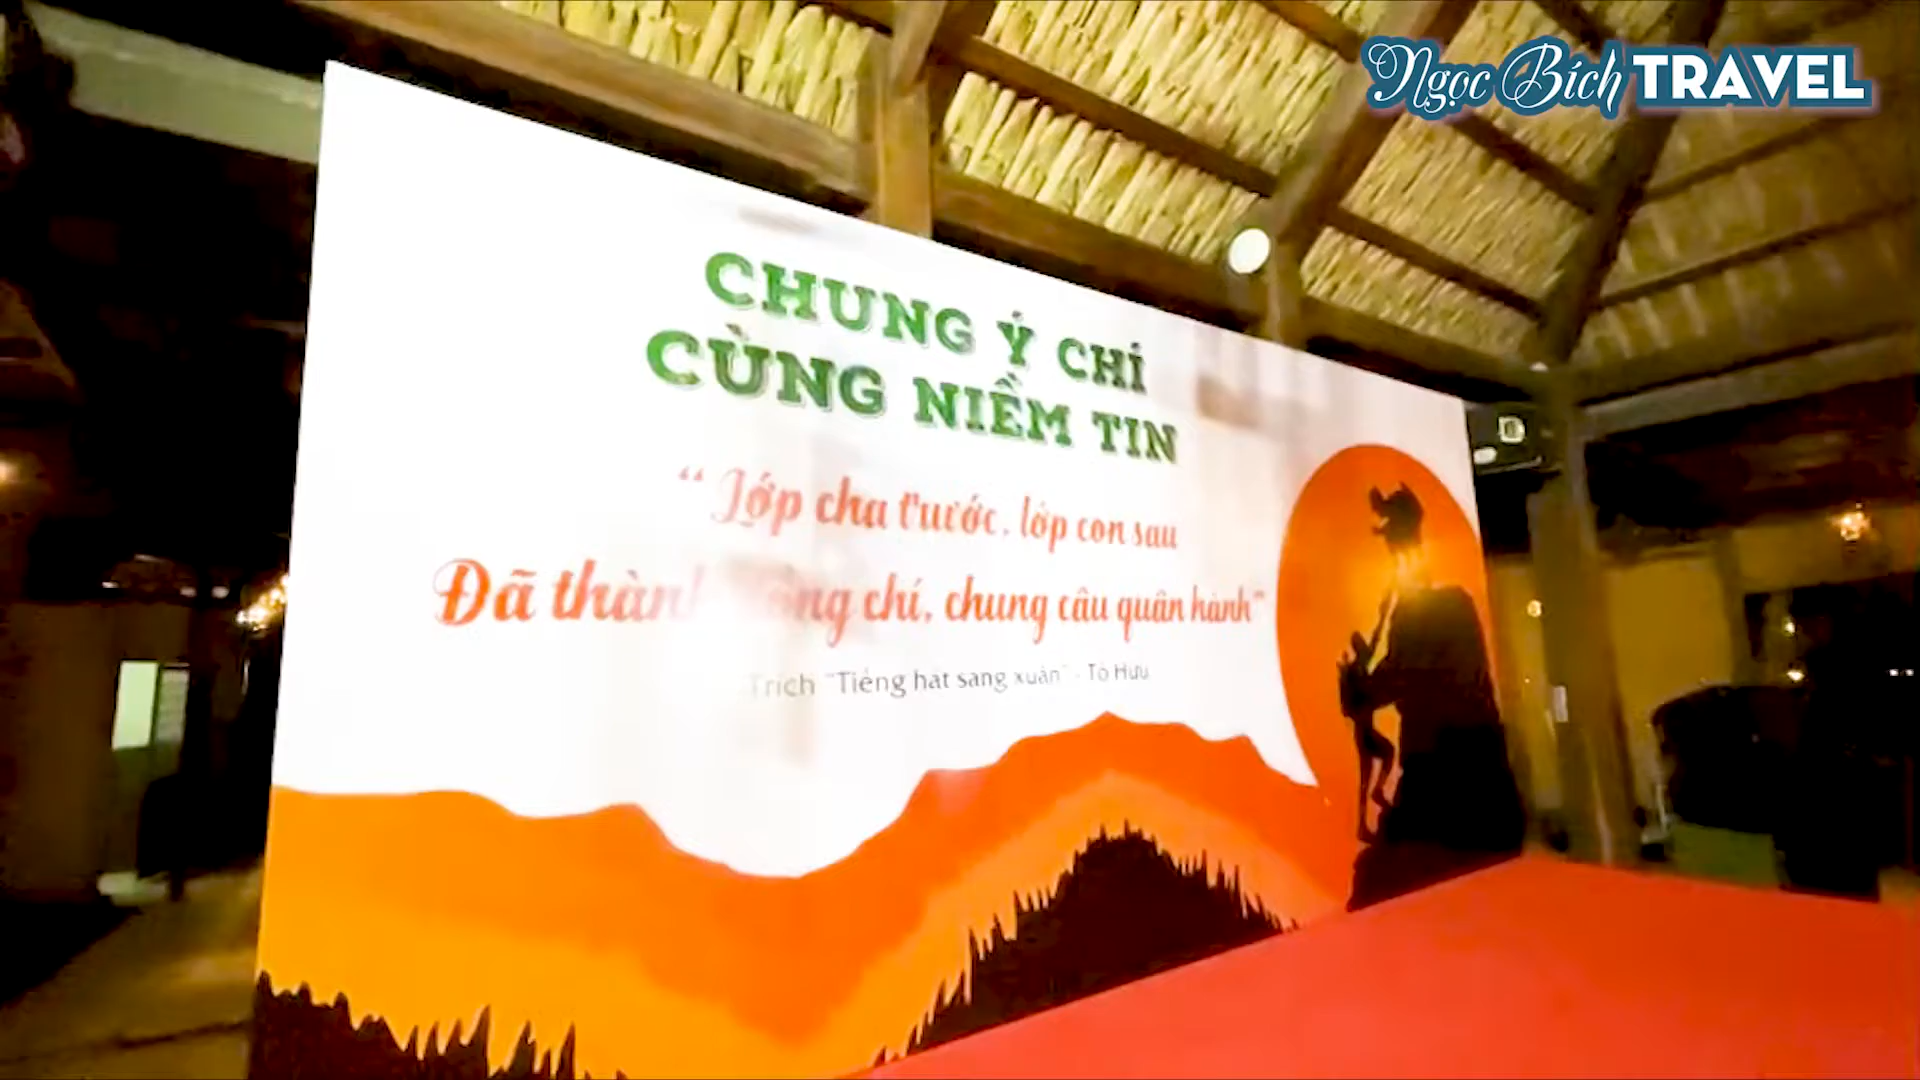 Ngọc Bích TRAVEL
CHUNG Ý CHÍ
CÙNG NIỀM TIN
“ Lớp cha trước, lớp con sau
Đã thành đồng chí, chung câu quân hành”
Trích “Tiếng hát sang xuân” - Tố Hữu